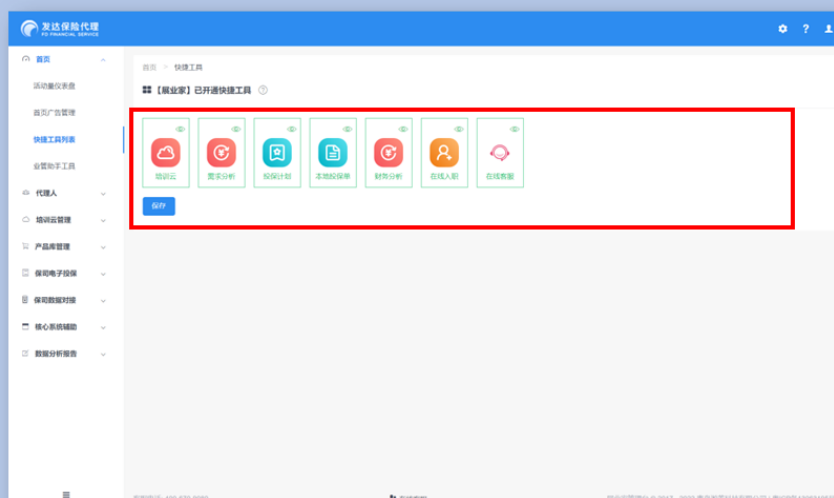 发达保险代理
FD FINANCIAL SERVICE
首页
活动量仪表盘
首页广告管理
快捷工具列表
业管助手工具
代理人
培训云管理
产品库管理
保司电子投保
保司数据对接
核心系统辅助
数据分析报告
首页 > 快捷工具
【展业家】已开通快捷工具
培训云
需求分析
投保计划
本地投保单
财务分析
在线入职
在线客服
保存